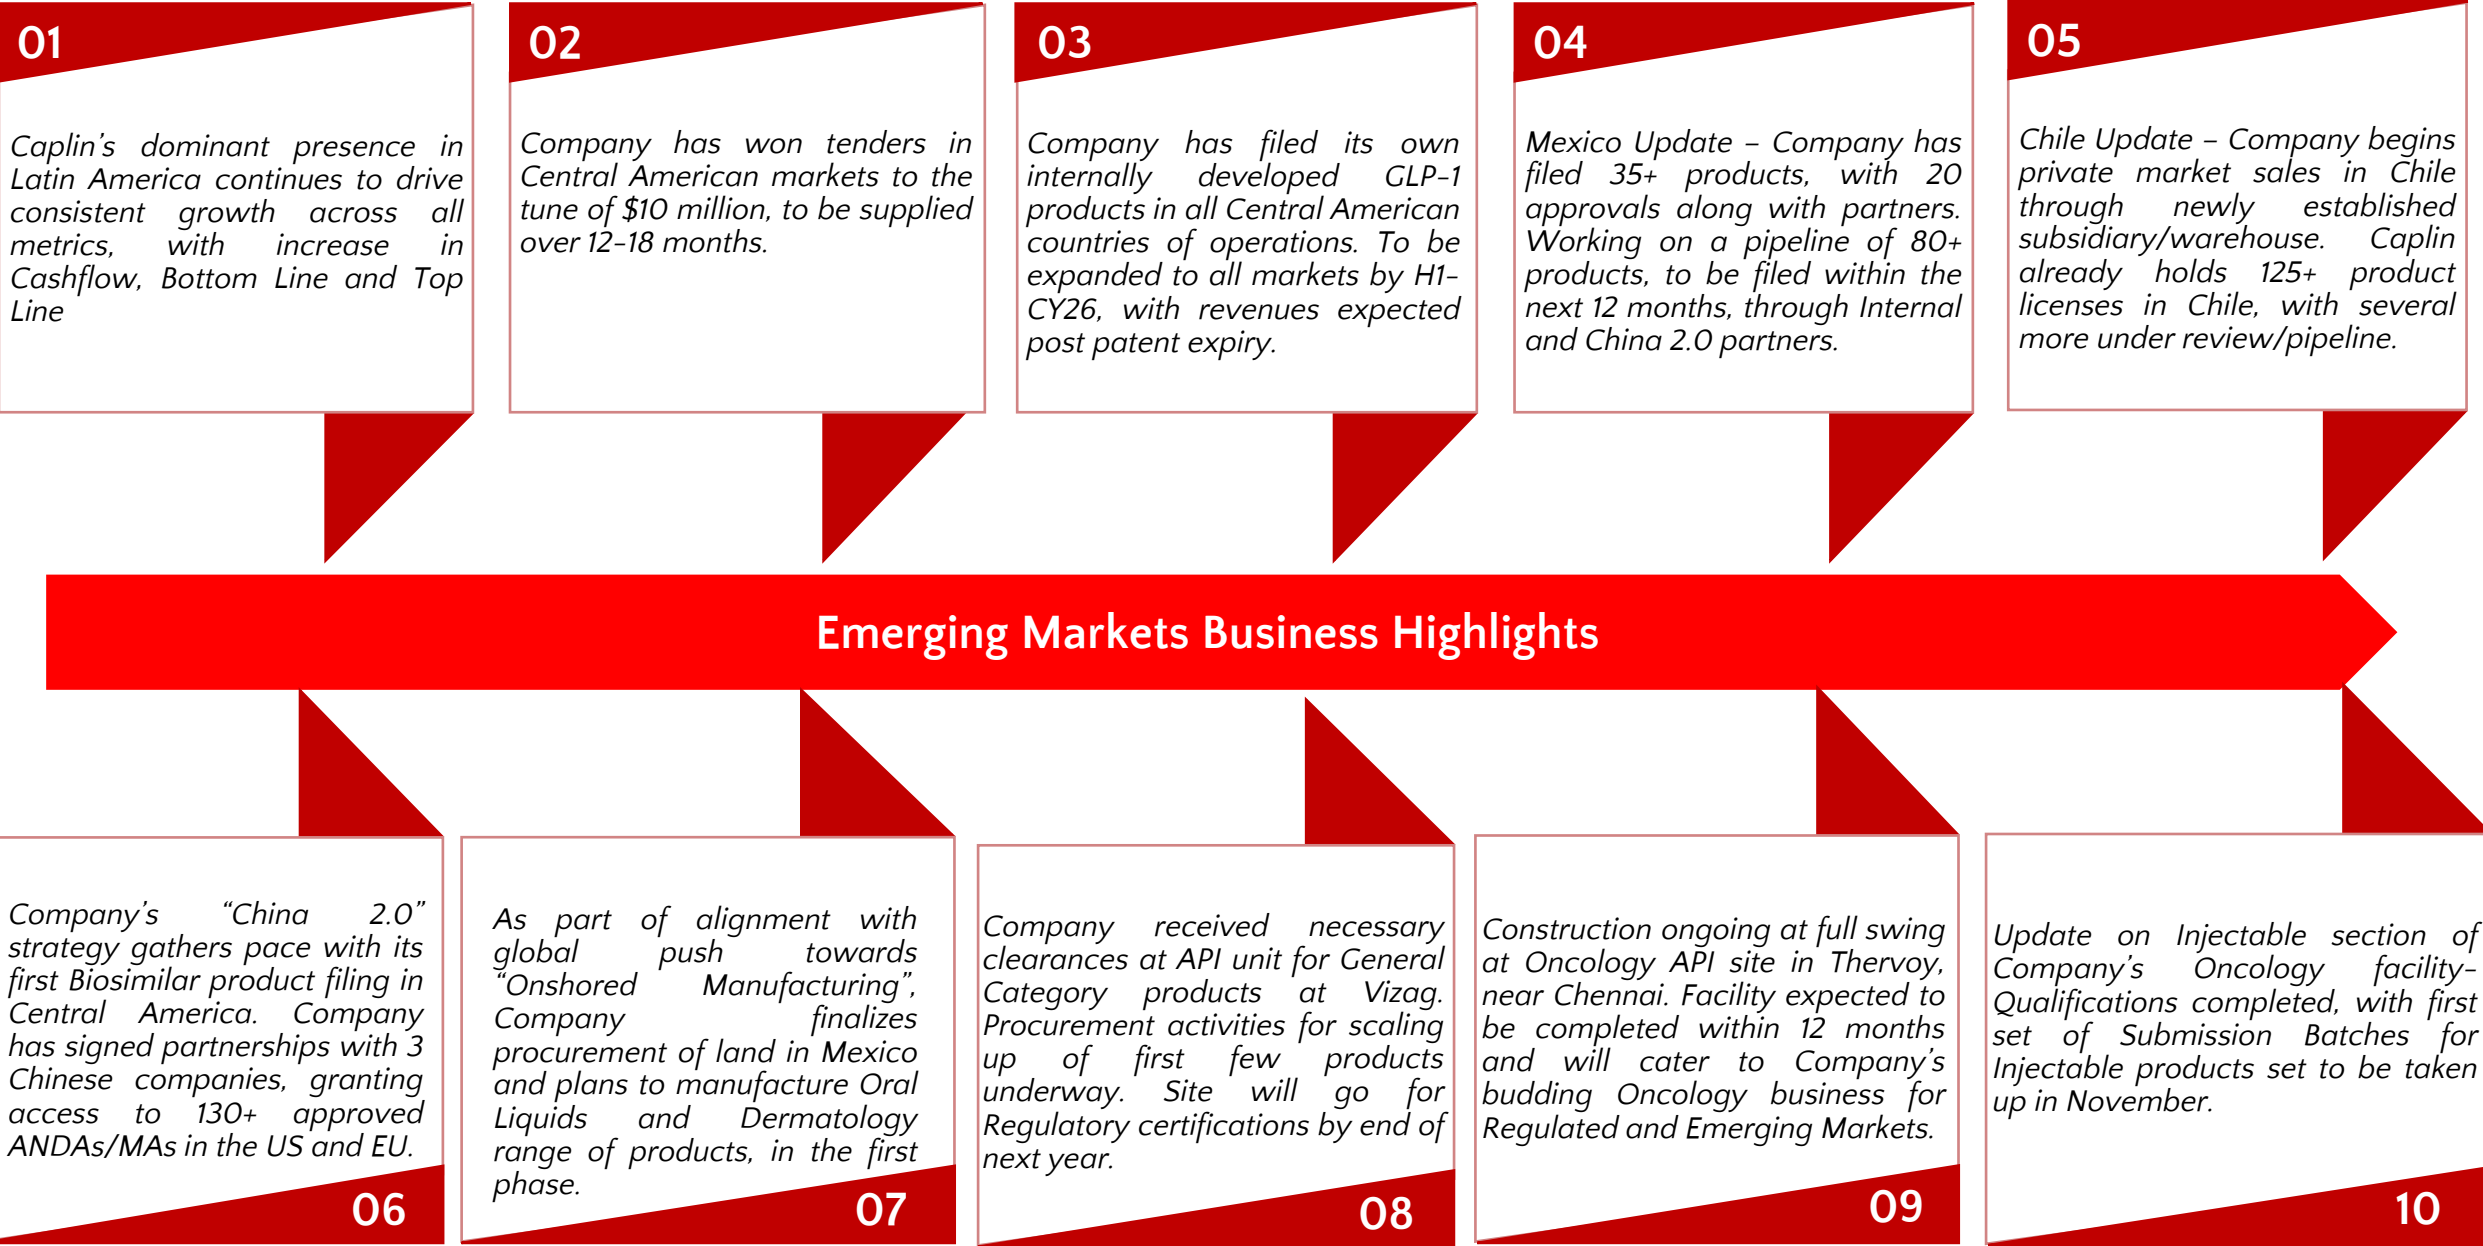 01
Caplin's dominant presence in
Latin America continues to drive
consistent growth across all
metrics, with increase in
Cashflow, Bottom Line and Top
Line
02
Company has won tenders in
Central American markets to the
tune of $10 million, to be supplied
over 12-18 months.
03
Company has filed its own
internally developed GLP-1
products in all Central American
countries of operations. To be
expanded to all markets by H1-
CY26, with revenues expected
post patent expiry.
04
Mexico Update – Company has
filed 35+ products, with 20
approvals along with partners.
Working on a pipeline of 80+
products, to be filed within the
next 12 months, through Internal
and China 2.0 partners.
05
Chile Update – Company begins
private market sales in Chile
through newly established
subsidiary/warehouse. Caplin
already holds 125+ product
licenses in Chile, with several
more under review/pipeline.
Emerging Markets Business Highlights
Company's “China 2.0”
strategy gathers pace with its
first Biosimilar product filing in
Central America. Company
has signed partnerships with 3
Chinese companies, granting
access to 130+ approved
ANDAs/MAs in the US and EU.
06
As part of alignment with
global push towards
“Onshored Manufacturing”,
Company finalizes
procurement of land in Mexico
and plans to manufacture Oral
Liquids and Dermatology
range of products, in the first
phase.
07
Company received necessary
clearances at API unit for General
Category products at Vizag.
Procurement activities for scaling
up of first few products
underway. Site will go for
Regulatory certifications by end of
next year.
08
Construction ongoing at full swing
at Oncology API site in Thervoy,
near Chennai. Facility expected to
be completed within 12 months
and will cater to Company's
budding Oncology business for
Regulated and Emerging Markets.
09
Update on Injectable section of
Company's Oncology facility-
Qualifications completed, with first
set of Submission Batches for
Injectable products set to be taken
up in November.
10